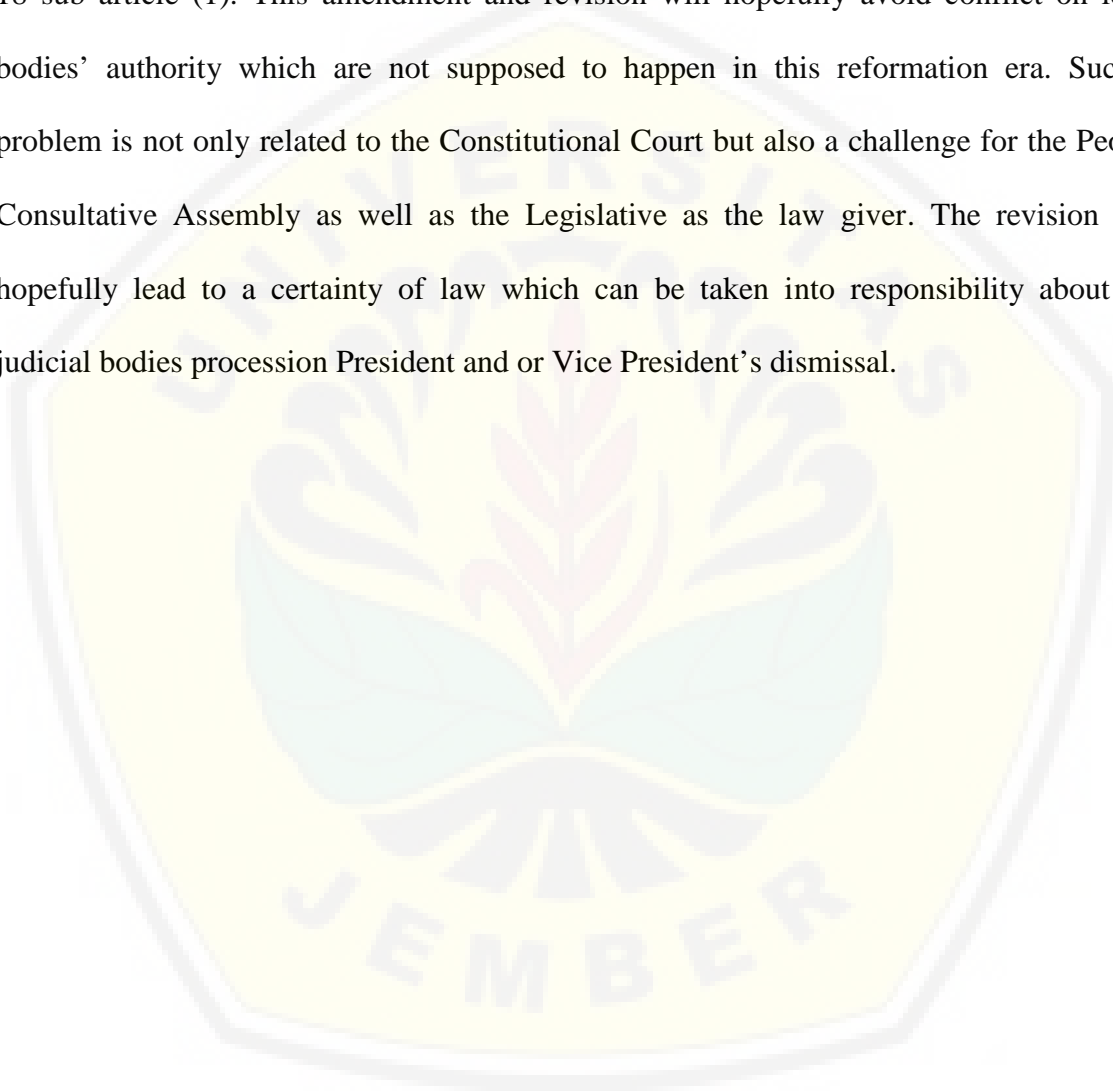 sub article (1). This amendment and revision will hopefully avoid conflict on
bodies’ authority which are not supposed to happen in this reformation era.
problem is not only related to the Constitutional Court but also a challenge for the
Consultative Assembly as well as the Legislative as the law giver. The revision
hopefully lead to a certainty of law which can be taken into responsibility about
judicial bodies procession President and or Vice President’s dismissal.
UNIVERSITAS
JEMBER